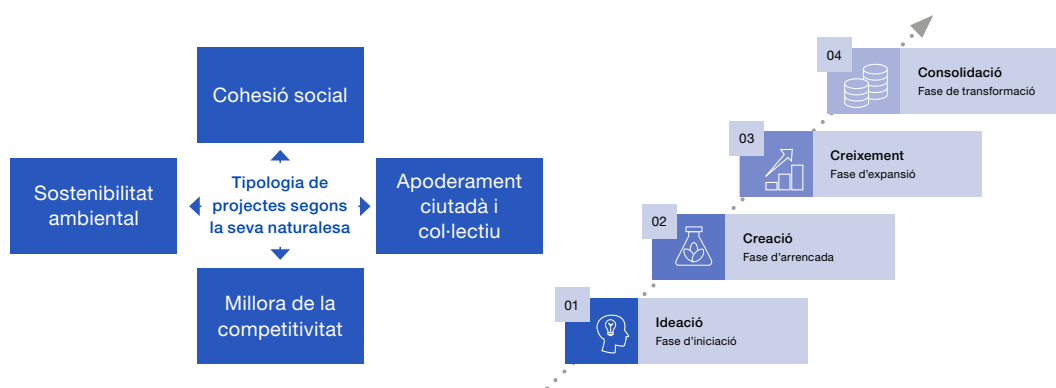 Cohesió social
Sostenibilitat
ambiental
Tipologia de
projectes segons
la seva naturalesa
Apoderament
ciutadà i
col·lectiu
Millora de la
competitivitat
01
Ideació
Fase d'iniciació
02
Creació
Fase d'arrencada
03
Creixement
Fase d'expansió
04
Consolidació
Fase de transformació